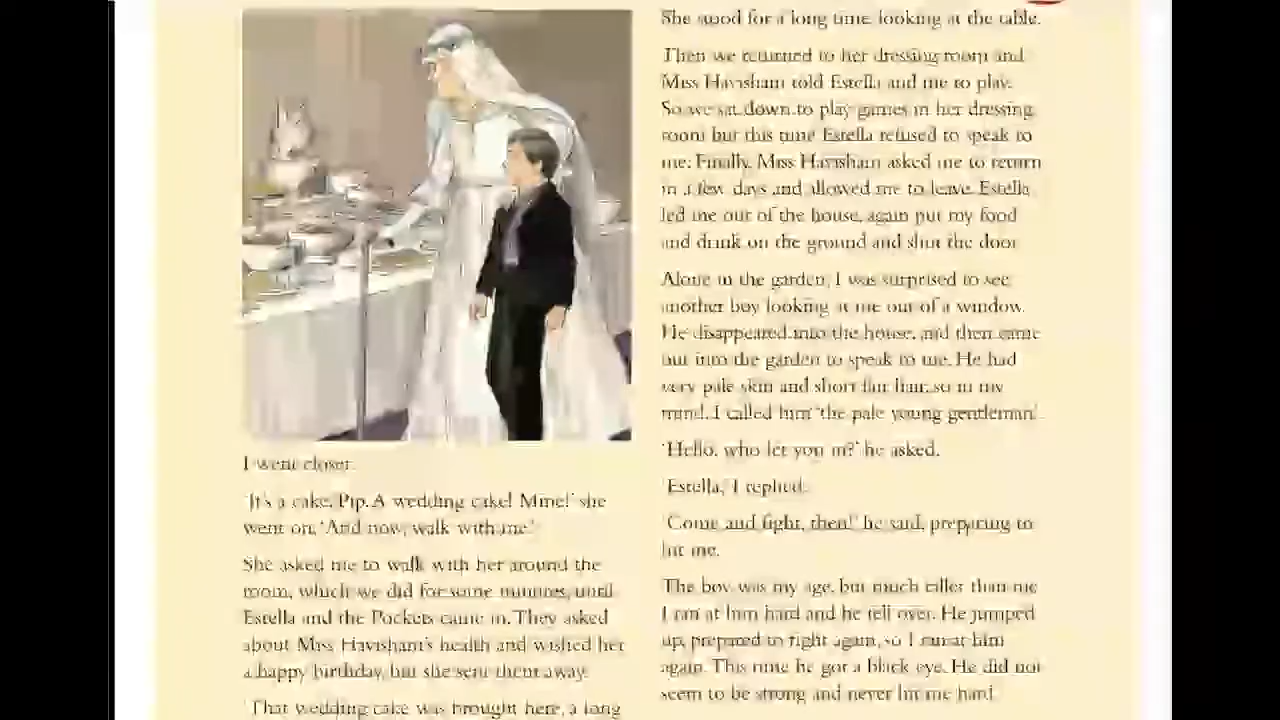 I went closer.
'It's a cake, Pip. A wedding cake! Mine!' she
went on. 'And now, walk with me.'
She asked me to walk with her around the
room, which we did for some minutes, until
Estella and the Pockets came in. They asked
about Miss Havisham's health and wished her
a happy birthday, but she sent them away.
'That wedding cake was brought here, a long
She stood for a long time looking at the table.
Then we returned to her dressing room and
Miss Havisham told Estella and me to play.
So we sat down to play games in her dressing
room but this time Estella refused to speak to
me. Finally, Miss Havisham asked me to return
in a few days and allowed me to leave. Estella
led me out of the house, again put my food
and drink on the ground and shut the door.
Alone in the garden, I was surprised to see
another boy looking at me out of a window.
He disappeared into the house, and then came
out into the garden to speak to me. He had
very pale skin and short fair hair, so in my
mind, I called him 'the pale young gentleman'.
'Hello, who let you in?' he asked.
'Estella,' I replied.
'Come and fight, then!' he said, preparing to
hit me.
The boy was my age, but much taller than me.
I ran at him hard and he fell over. He jumped
up, prepared to fight again, so I ran at him
again. This time he got a black eye. He did not
seem to be strong and never hit me hard.